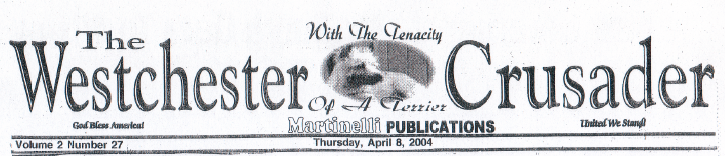 With The Tenacity
The
Westchester Crusader
Of A Terrier
God Bless America!
Martinelli PUBLICATIONS
United We Stand!
Volume 2 Number 27
Thursday, April 8, 2004